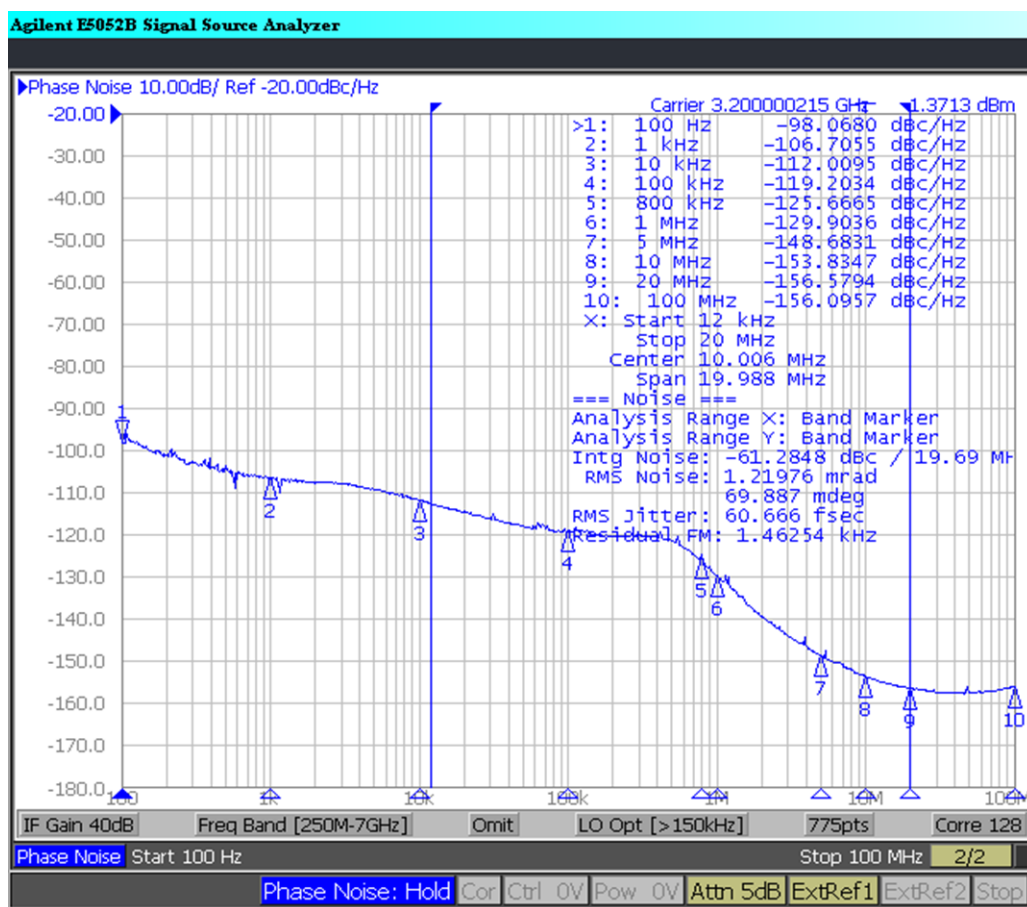 Agilent E5052B Signal Source Analyzer
▶Phase Noise 10.00dB/ Ref -20.00dBc/Hz
Carrier 3.200000215 GHz 1.3713 dBm
>1: 100 Hz -98.0680 dBc/Hz
2: 1 kHz -106.7055 dBc/Hz
3: 10 kHz -112.0095 dBc/Hz
4: 100 kHz -119.2034 dBc/Hz
5: 800 kHz -125.6665 dBc/Hz
6: 1 MHz -129.9036 dBc/Hz
7: 5 MHz -148.6831 dBc/Hz
8: 10 MHz -153.8347 dBc/Hz
9: 20 MHz -156.5794 dBc/Hz
10: 100 MHz -156.0957 dBc/Hz
X: Start 12 kHz
Stop 20 MHz
Center 10.006 MHz
Span 19.988 MHz
=== Noise ===
Analysis Range X: Band Marker
Analysis Range Y: Band Marker
Intg Noise: -61.2848 dBc / 19.69 MH
RMS Noise: 1.21976 mrad
69.887 mdeg
RMS Jitter: 60.666 fsec
Residual FM: 1.46254 kHz
-20.00
-30.00
-40.00
-50.00
-60.00
-70.00
-80.00
-90.00
-100.0
-110.0
-120.0
-130.0
-140.0
-150.0
-160.0
-170.0
-180.0
1
2
3
4
5
6
7
8
9
10
100 1k 10k 100k 1M 10M 100M
IF Gain 40dB Freq Band [250M-7GHz] Omit LO Opt [>150kHz] 775pts Corre 128
Phase Noise Start 100 Hz Stop 100 MHz 2/2
Phase Noise: Hold Cor Ctrl 0V Pow 0V Attn 5dB ExtRef1 ExtRef2 Stop